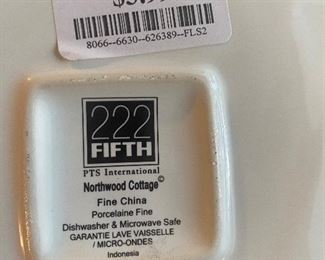 8066--6630--626389--FLS2
222
FIFTH
PTS International
Northwood Cottage©
Fine China
Porcelaine Fine
Dishwasher & Microwave Safe
GARANTIE LAVE VAISSELLE
/ MICRO-ONDES
Indonesia